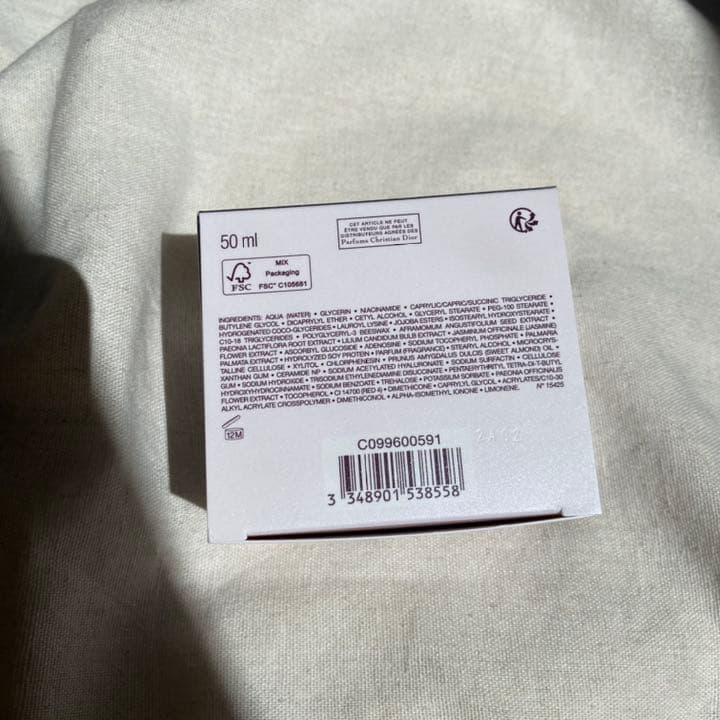 50 ml
CET ARTICLE NE PEUT
ÊTRE VENDU QUE PAR LES
DISTRIBUTEURS AGRÉÉS DES
Parfums Christian Dior
FSC
MIX
Packaging
FSC® C105681
INGREDIENTS: AQUA (WATER) • GLYCERIN • NIACINAMIDE • CAPRYLIC/CAPRIC/SUCCINIC TRIGLYCERIDE •
BUTYLENE GLYCOL • DICAPRYLYL ETHER • CETYL ALCOHOL • GLYCERYL STEARATE • PEG-100 STEARATE •
HYDROGENATED COCO-GLYCERIDES • LAUROYL LYSINE • JOJOBA ESTERS • ISOSTEARYL HYDROXYSTEARATE •
C10-18 TRIGLYCERIDES • POLYGLYCERYL-3 BEESWAX • AFRAMOMUM ANGUSTIFOLIUM SEED EXTRACT •
PAEONIA LACTIFLORA ROOT EXTRACT • LILIUM CANDIDUM BULB EXTRACT • JASMINUM OFFICINALE (JASMINE)
FLOWER EXTRACT • ASCORBYL GLUCOSIDE • ADENOSINE • SODIUM TOCOPHERYL PHOSPHATE • PALMARIA
PALMATA EXTRACT • HYDROLYZED SOY PROTEIN • PARFUM (FRAGRANCE) • STEARYL ALCOHOL • MICROCRYS-
TALLINE CELLULOSE • XYLITOL • CHLORPHENESIN • PRUNUS AMYGDALUS DULCIS (SWEET ALMOND) OIL •
XANTHAN GUM • CERAMIDE NP • SODIUM ACETYLATED HYALURONATE • SODIUM SURFACTIN • CELLULOSE
GUM • SODIUM HYDROXIDE • TRISODIUM ETHYLENEDIAMINE DISUCCINATE • PENTAERYTHRITYL TETRA-DI-T-BUTYL
HYDROXYHYDROCINNAMATE • SODIUM BENZOATE • TREHALOSE • POTASSIUM SORBATE • PAEONIA OFFICINALIS
FLOWER EXTRACT • TOCOPHEROL • CI 14700 (RED 4) • DIMETHICONE • CAPRYLYL GLYCOL • ACRYLATES/C10-30
ALKYL ACRYLATE CROSSPOLYMER • DIMETHICONOL • ALPHA-ISOMETHYL IONONE • LIMONENE. N° 15425
12M
C099600591
3 348901 538558